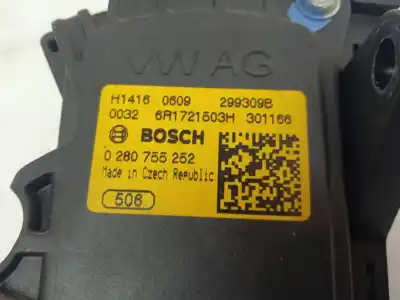 VW AG
H1416 0609 299309B
0032 6R1721503H 301166
BOSCH
0 280 755 252
Made in Czech Republic
506